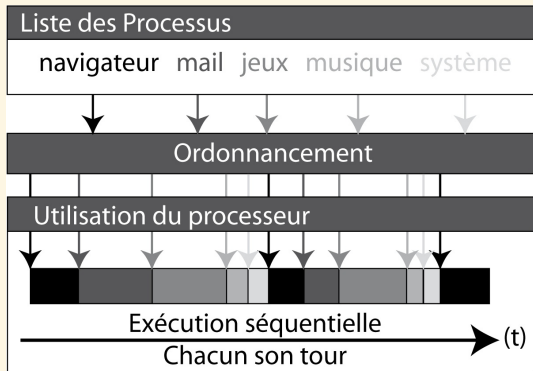 Liste des Processus
navigateur mail jeux musique système
Ordonnancement
Utilisation du processeur
Exécution séquentielle
(t)
Chacun son tour